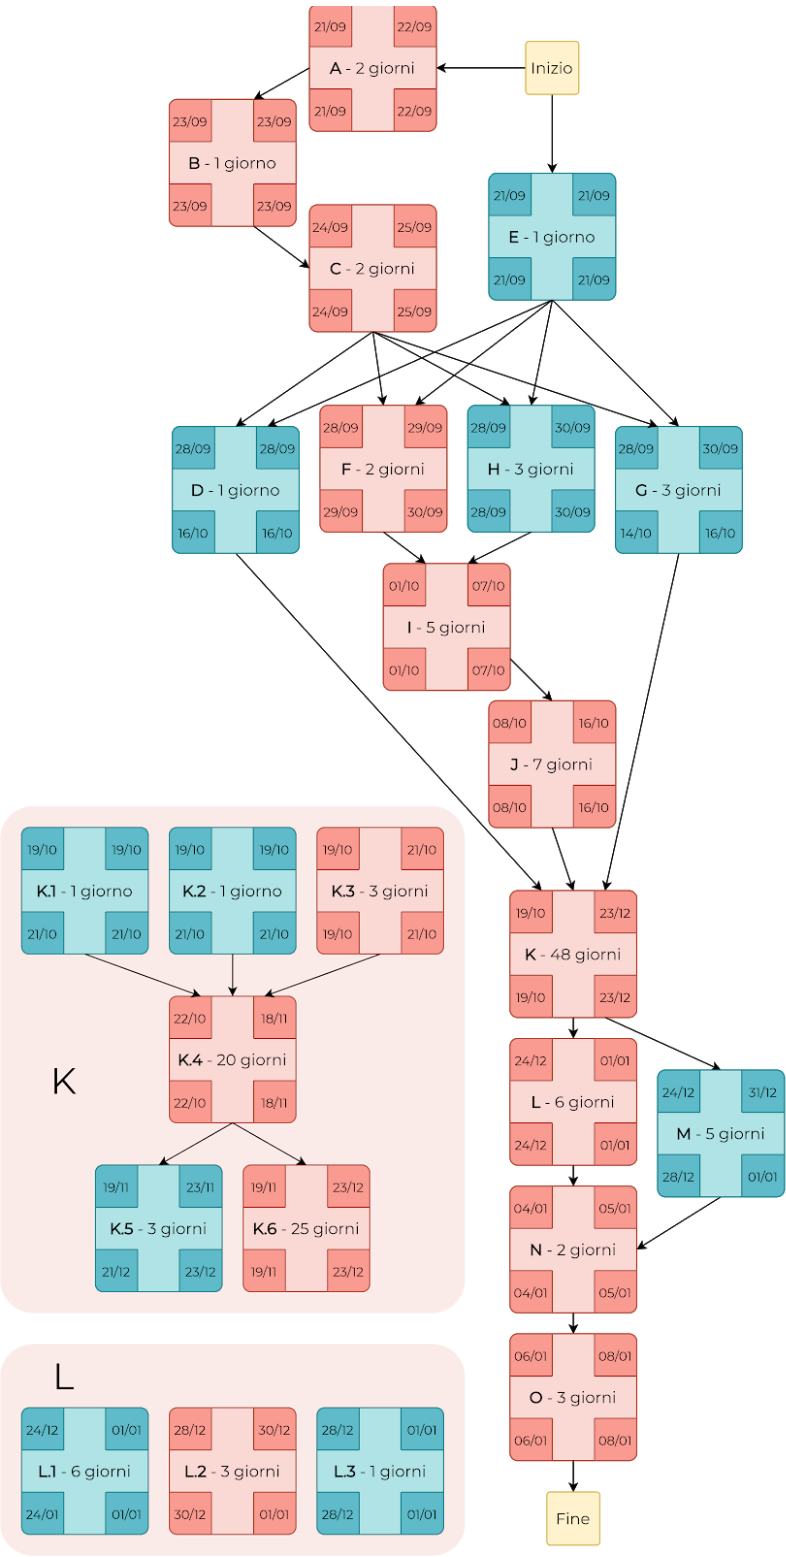 21/09 22/09
A - 2 giorni
21/09 22/09
Inizio
23/09 23/09
B - 1 giorno
23/09 23/09
21/09 21/09
E - 1 giorno
21/09 21/09
24/09 25/09
C - 2 giorni
24/09 25/09
28/09 28/09
D - 1 giorno
16/10 16/10
28/09 29/09
F - 2 giorni
29/09 30/09
28/09 30/09
H - 3 giorni
28/09 30/09
28/09 30/09
G - 3 giorni
14/10 16/10
01/10 07/10
I - 5 giorni
01/10 07/10
08/10 16/10
J - 7 giorni
08/10 16/10
19/10 19/10
K.1 - 1 giorno
21/10 21/10
19/10 19/10
K.2 - 1 giorno
21/10 21/10
19/10 21/10
K.3 - 3 giorni
19/10 21/10
22/10 18/11
K.4 - 20 giorni
22/10 18/11
K
19/11 23/11
K.5 - 3 giorni
21/12 23/12
19/11 23/12
K.6 - 25 giorni
19/11 23/12
19/10 23/12
K - 48 giorni
19/10 23/12
24/12 01/01
L - 6 giorni
24/12 01/01
24/12 31/12
M - 5 giorni
28/12 01/01
04/01 05/01
N - 2 giorni
04/01 05/01
06/01 08/01
O - 3 giorni
06/01 08/01
Fine
L
24/12 01/01
L.1 - 6 giorni
24/01 01/01
28/12 30/12
L.2 - 3 giorni
30/12 01/01
28/12 01/01
L.3 - 1 giorni
28/12 01/01